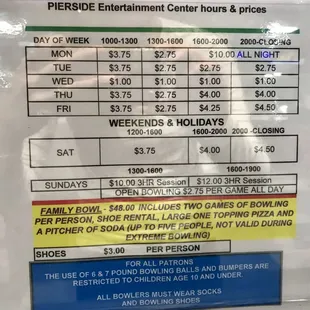 PIERSIDE Entertainment Center hours & prices
DAY OF WEEK 1000-1300 1300-1600 1600-2000 2000-CLOSING
MON $3.75 $2.75 $10.00 ALL NIGHT
TUE $3.75 $2.75 $2.75 $2.75
WED $1.00 $1.00 $1.00 $1.00
THU $3.75 $2.75 $4.00 $4.00
FRI $3.75 $2.75 $4.25 $4.50
WEEKENDS & HOLIDAYS
1200-1600 1600-2000 2000 -CLOSING
SAT $3.75 $4.00 $4.50
1300-1600 1600-1900
SUNDAYS $10.00 3HR Session $12.00 3HR Session
OPEN BOWLING $2.75 PER GAME ALL DAY
FAMILY BOWL - $48.00 INCLUDES TWO GAMES OF BOWLING
PER PERSON, SHOE RENTAL, LARGE ONE TOPPING PIZZA AND
A PITCHER OF SODA (UP TO FIVE PEOPLE, NOT VALID DURING
EXTREME BOWLING)
SHOES $3.00 PER PERSON
FOR ALL PATRONS
THE USE OF 6 & 7 POUND BOWLING BALLS AND BUMPERS ARE
RESTRICTED TO CHILDREN AGE 10 AND UNDER.
ALL BOWLERS MUST WEAR SOCKS
AND BOWLING SHOES